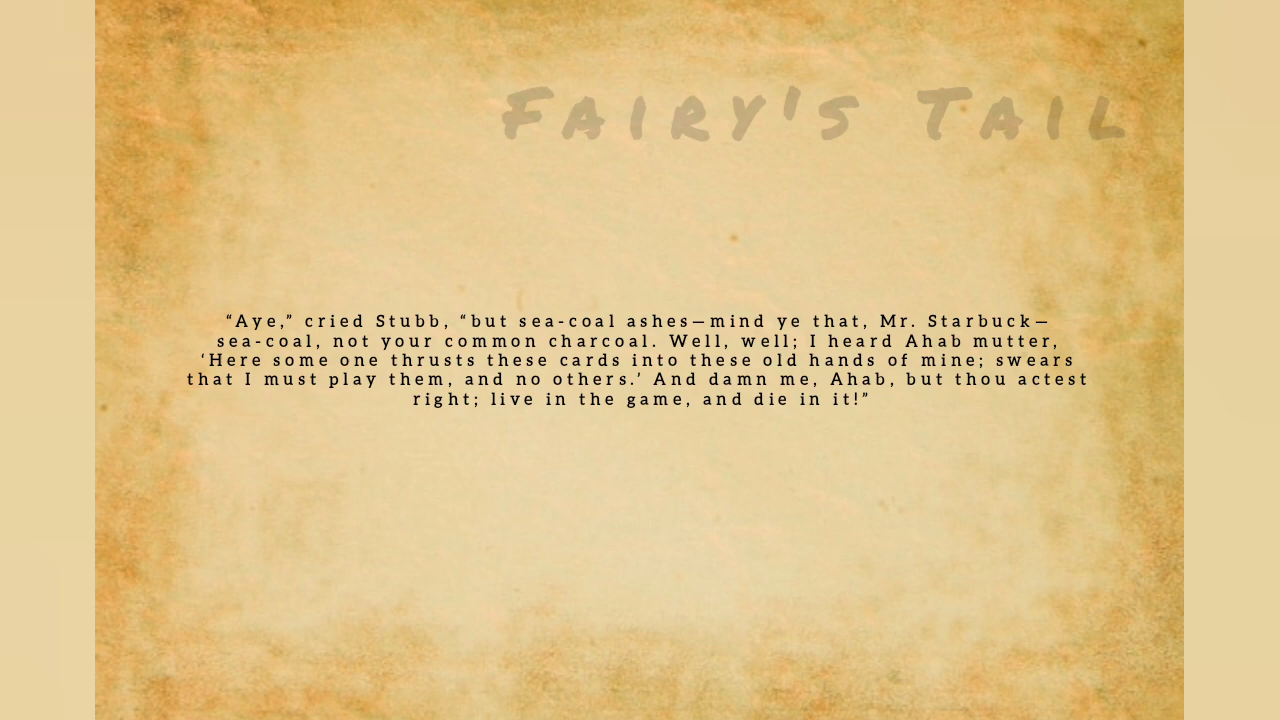 Fairy's Tail
“Aye,” cried Stubb, “but sea-coal ashes—mind ye that, Mr. Starbuck—
sea-coal, not your common charcoal. Well, well; I heard Ahab mutter,
‘Here some one thrusts these cards into these old hands of mine; swears
that I must play them, and no others.’ And damn me, Ahab, but thou actest
right; live in the game, and die in it!”